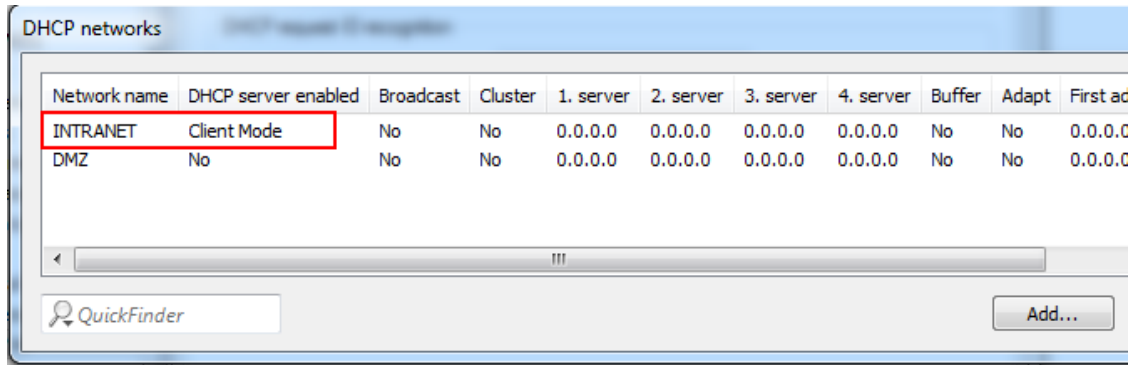 DHCP networks
Network name DHCP server enabled Broadcast Cluster 1. server 2. server 3. server 4. server Buffer Adapt First ad
INTRANET Client Mode No No 0.0.0.0 0.0.0.0 0.0.0.0 0.0.0.0 No No 0.0.0.0
DMZ No No No 0.0.0.0 0.0.0.0 0.0.0.0 0.0.0.0 No No 0.0.0.0
QuickFinder
Add...